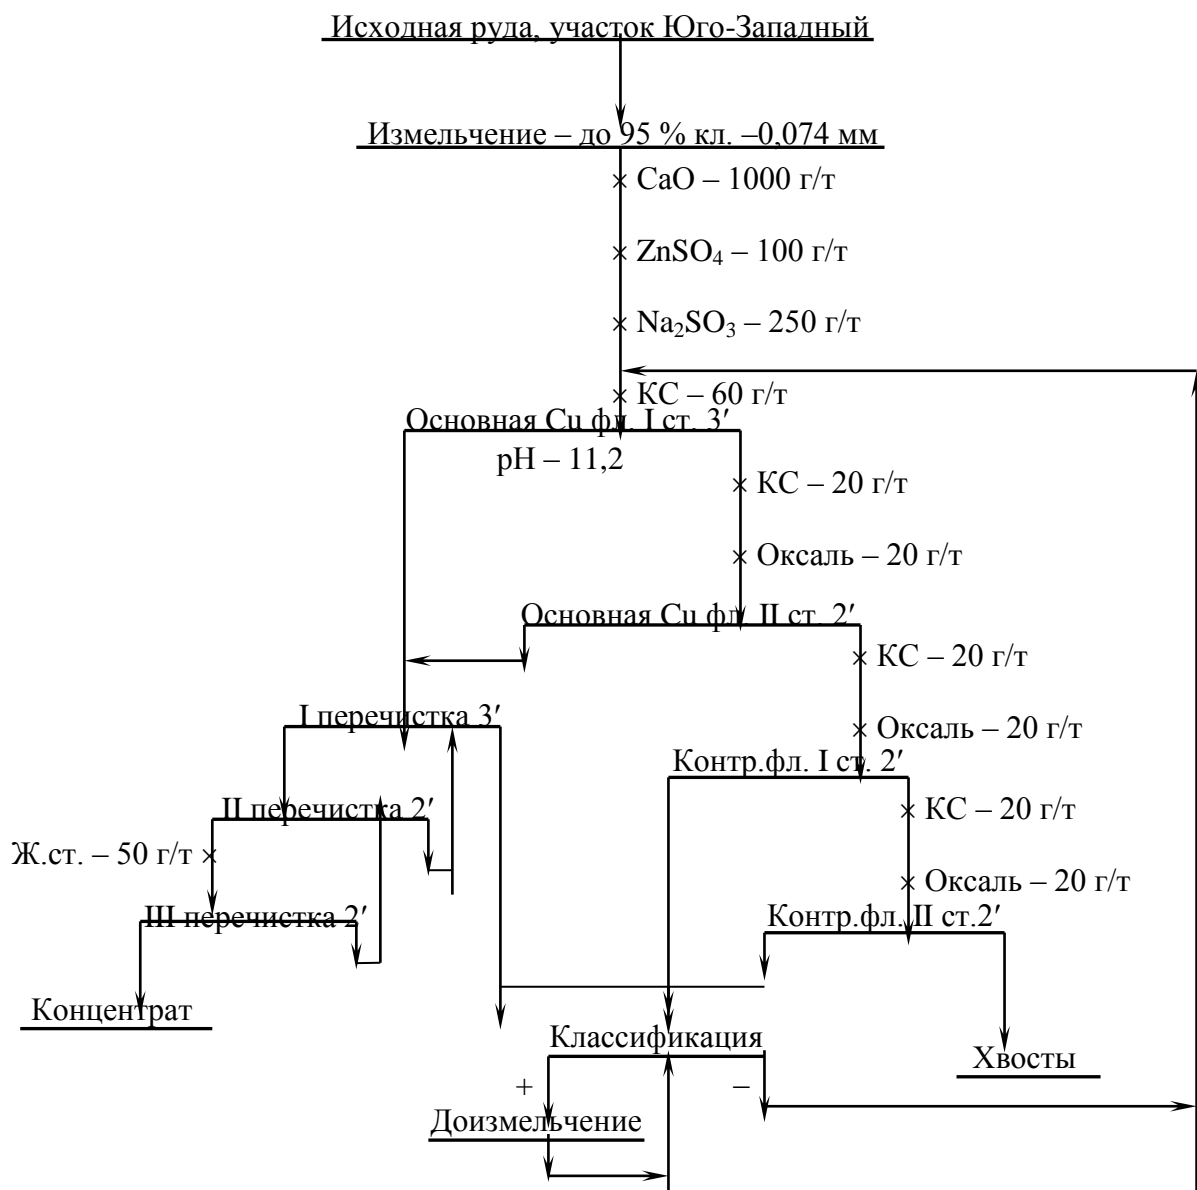 Исходная руда, участок Юго-Западный
Измельчение – до 95 % кл. –0,074 мм
CaO – 1000 г/т
ZnSO₄ – 100 г/т
Na₂SO₃ – 250 г/т
КС – 60 г/т
Основная Cu фл. I ст. 3′
pH – 11,2
КС – 20 г/т
Оксаль – 20 г/т
Основная Cu фл. II ст. 2′
КС – 20 г/т
Оксаль – 20 г/т
I перечистка 3′
Контр.фл. I ст. 2′
II перечистка 2′
КС – 20 г/т
Ж.ст. – 50 г/т
Оксаль – 20 г/т
III перечистка 2′
Контр.фл. II ст.2′
Концентрат
Классификация
Хвосты
+ –
Доизмельчение